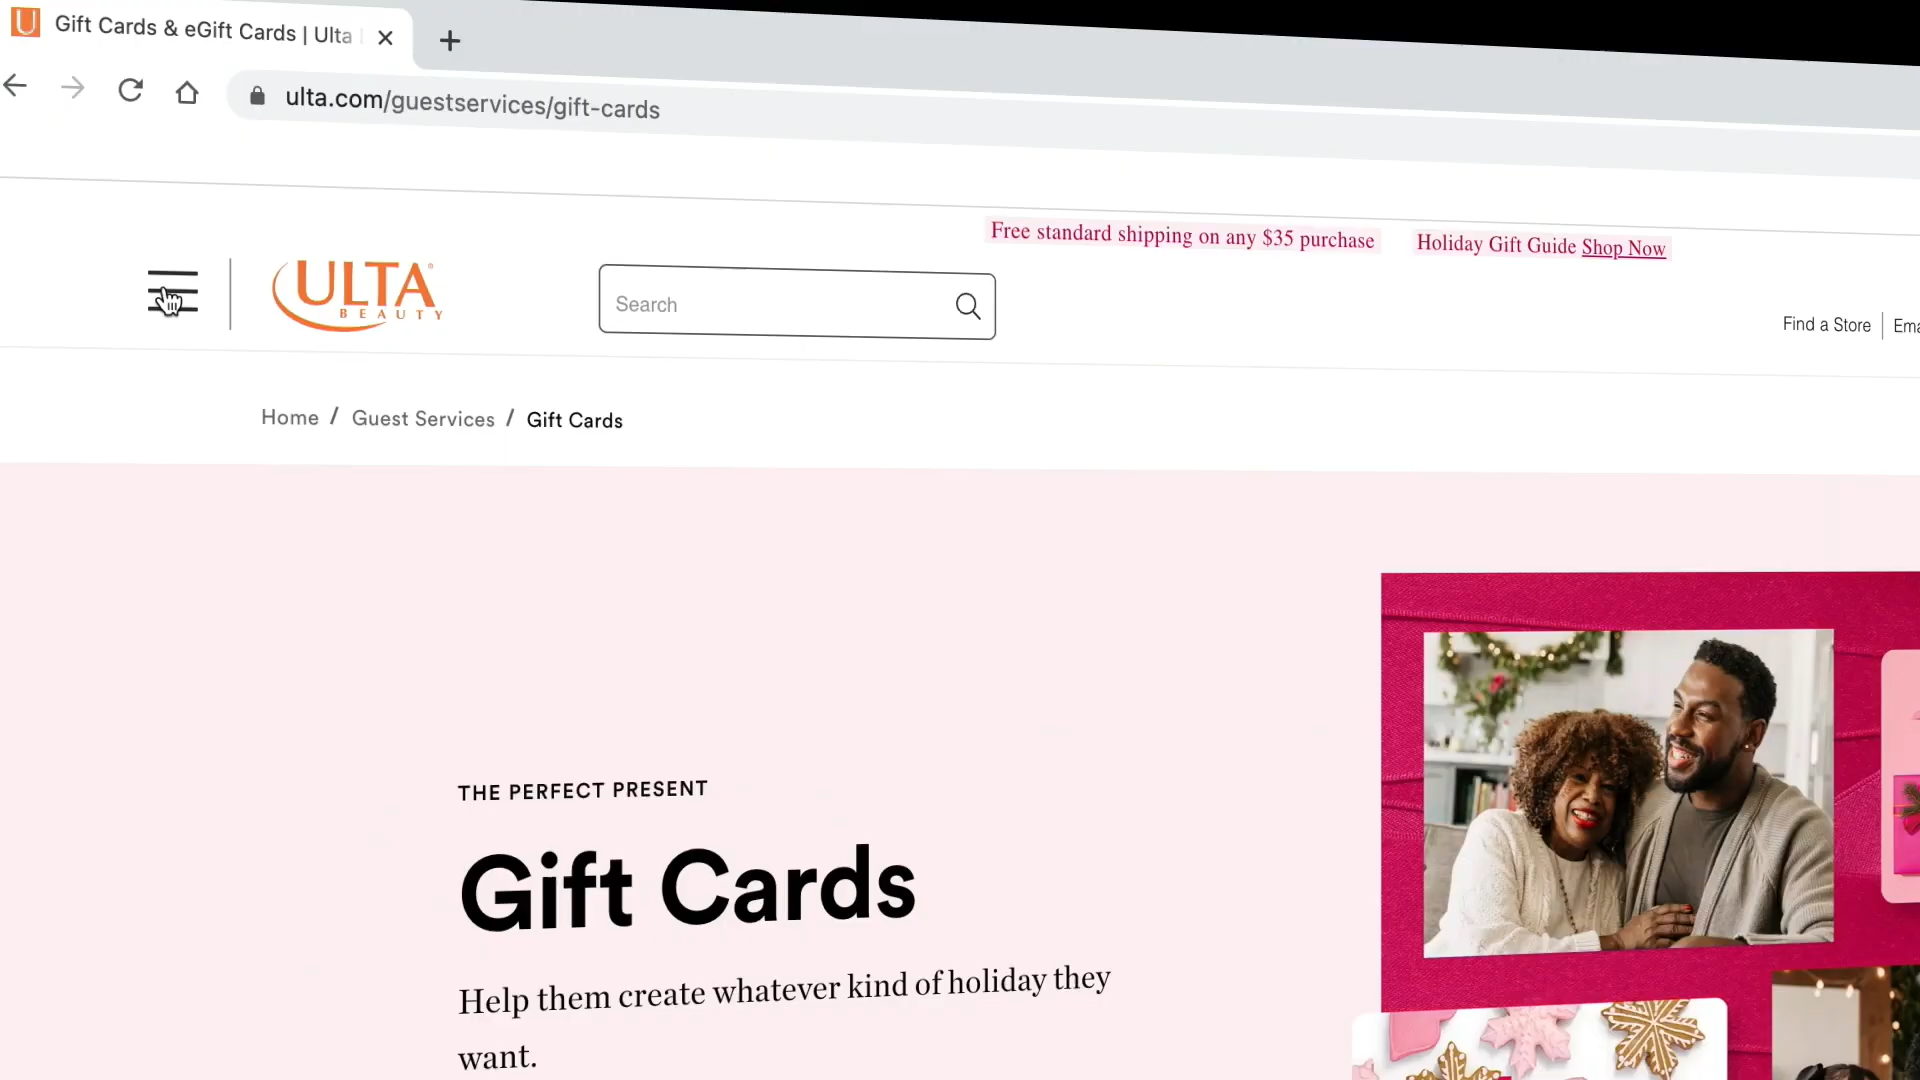 Gift Cards & eGift Cards | Ulta
ulta.com/guestservices/gift-cards
Free standard shipping on any $35 purchase
Holiday Gift Guide Shop Now
ULTA
BEAUTY
Search
Find a Store
Home / Guest Services / Gift Cards
THE PERFECT PRESENT
Gift Cards
Help them create whatever kind of holiday they
want.